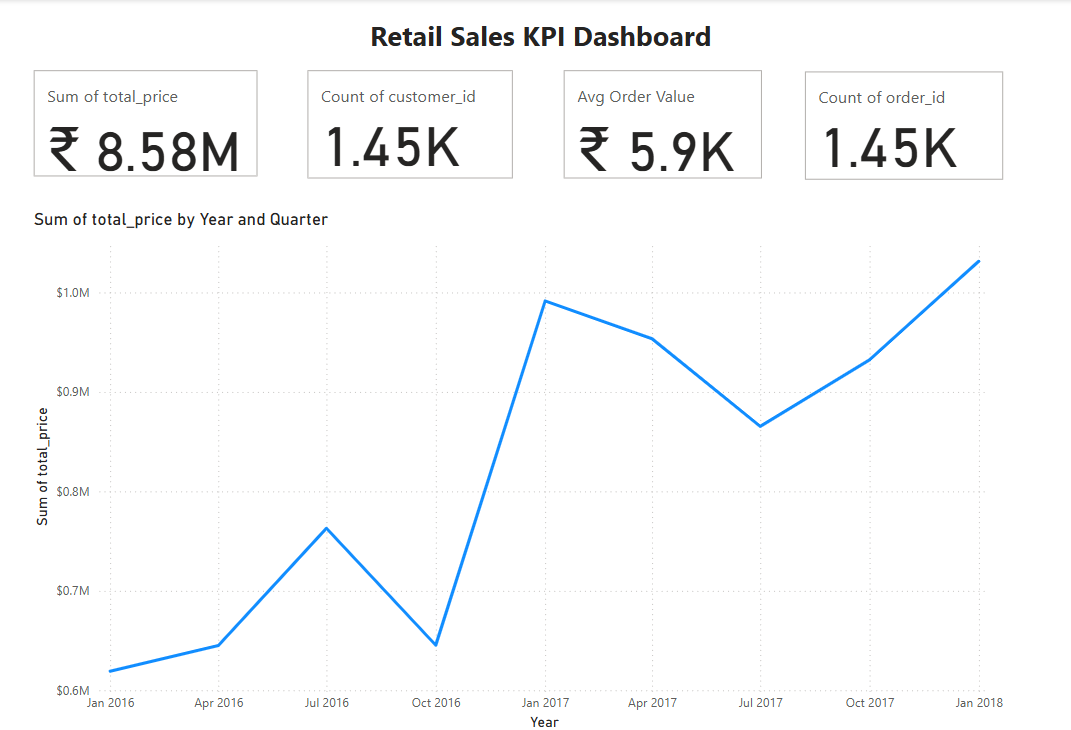 Retail Sales KPI Dashboard
Sum of total_price
₹ 8.58M
Count of customer_id
1.45K
Avg Order Value
₹ 5.9K
Count of order_id
1.45K
Sum of total_price by Year and Quarter
Sum of total_price
$1.0M
$0.9M
$0.8M
$0.7M
$0.6M
Jan 2016 Apr 2016 Jul 2016 Oct 2016 Jan 2017 Apr 2017 Jul 2017 Oct 2017 Jan 2018
Year